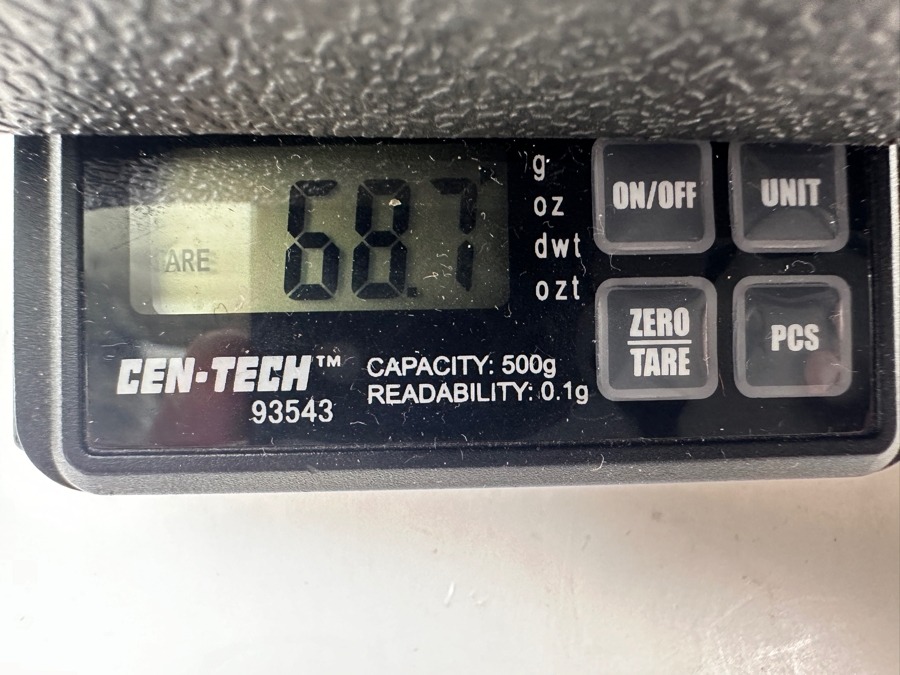 g
oz
dwt
ozt
68.7
TARE
ON/OFF
UNIT
ZERO
TARE
PCS
CEN-TECH™
93543
CAPACITY: 500g
READABILITY: 0.1g